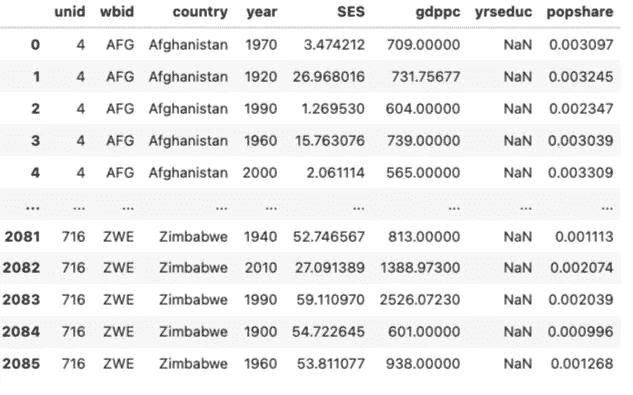 unid wbid country year SES gdppc yrseduc popshare
0 4 AFG Afghanistan 1970 3.474212 709.00000 NaN 0.003097
1 4 AFG Afghanistan 1920 26.968016 731.75677 NaN 0.003245
2 4 AFG Afghanistan 1990 1.269530 604.00000 NaN 0.002347
3 4 AFG Afghanistan 1960 15.763076 739.00000 NaN 0.003039
4 4 AFG Afghanistan 2000 2.061114 565.00000 NaN 0.003309
... ... ... ... ... ... ... ... ...
2081 716 ZWE Zimbabwe 1940 52.746567 813.00000 NaN 0.001113
2082 716 ZWE Zimbabwe 2010 27.091389 1388.97300 NaN 0.002074
2083 716 ZWE Zimbabwe 1990 59.110970 2526.07230 NaN 0.002039
2084 716 ZWE Zimbabwe 1900 54.722645 601.00000 NaN 0.000996
2085 716 ZWE Zimbabwe 1960 53.811077 938.00000 NaN 0.001268